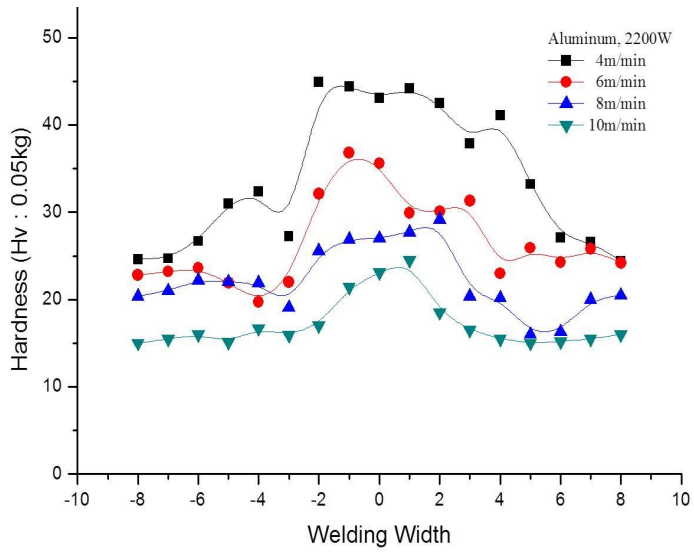 Aluminum, 2200W
4m/min
6m/min
8m/min
10m/min
Hardness (Hv : 0.05kg)
50
40
30
20
10
0
-10 -8 -6 -4 -2 0 2 4 6 8 10
Welding Width